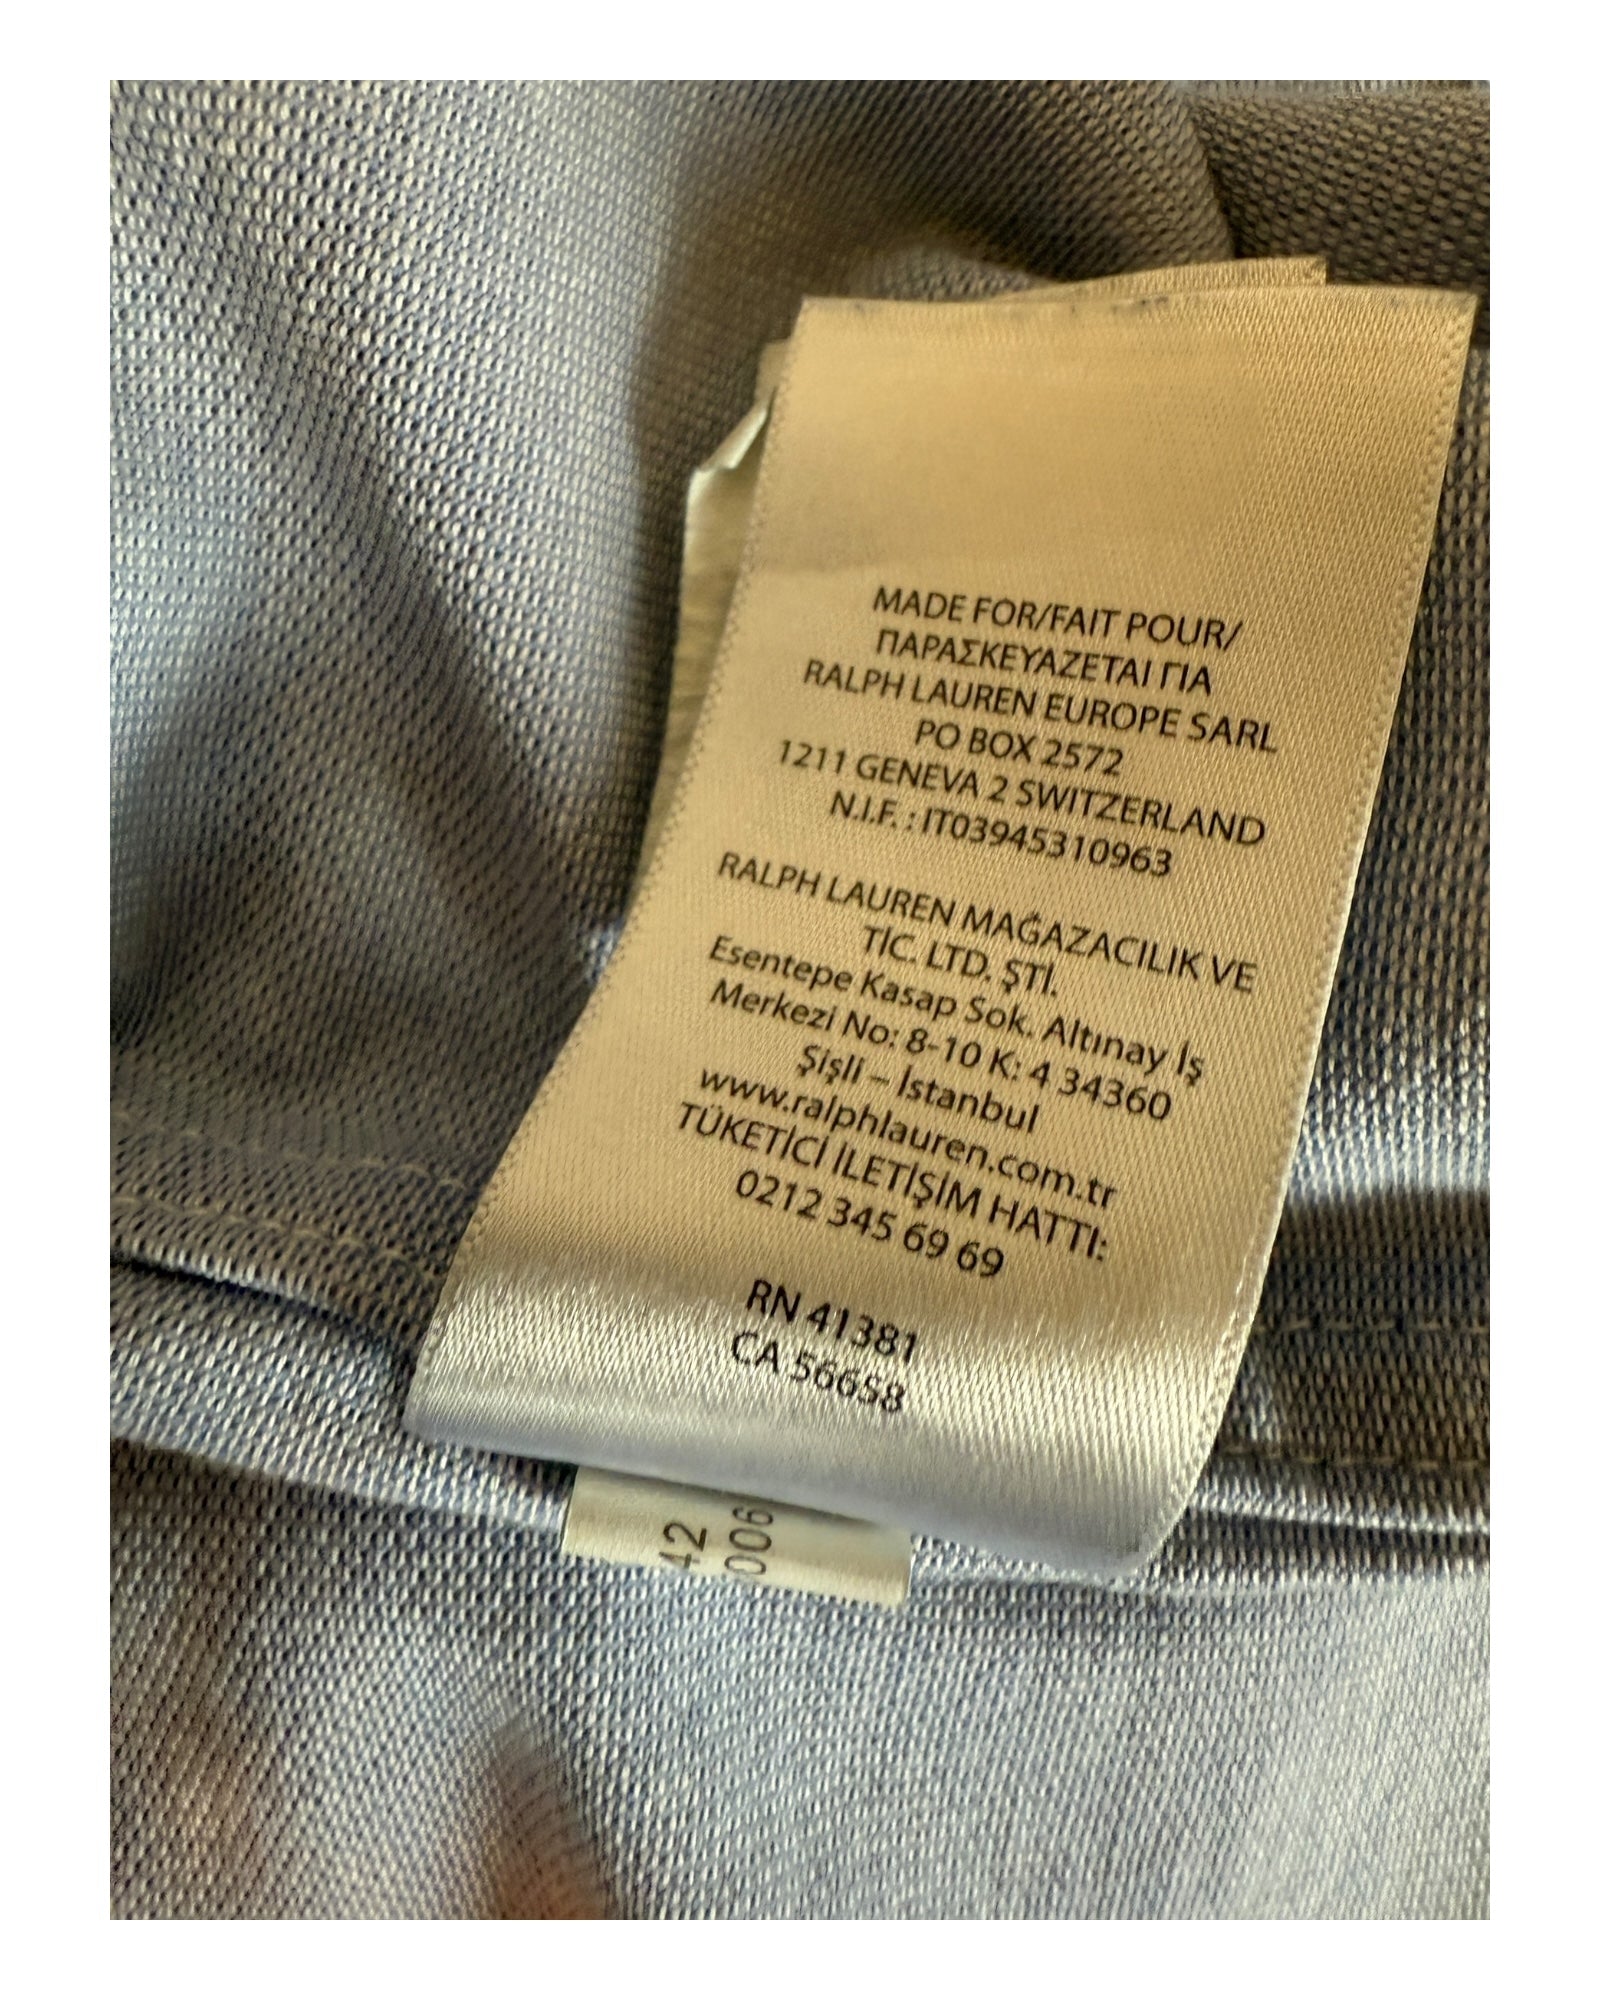 MADE FOR/FAIT POUR/
ΠΑΡΑΣΚΕΥΑΖΕΤΑΙ ΓΙΑ
RALPH LAUREN EUROPE SARL
PO BOX 2572
1211 GENEVA 2 SWITZERLAND
N.I.F. : IT03945310963
RALPH LAUREN MAĞAZACILIK VE
TİC. LTD. ŞTİ.
Esentepe Kasap Sok. Altınay İş
Merkezi No: 8-10 K: 4 34360
Şişli – İstanbul
www.ralphlauren.com.tr
TÜKETİCİ İLETİŞİM HATTI:
0212 345 69 69
RN 41381
CA 56658